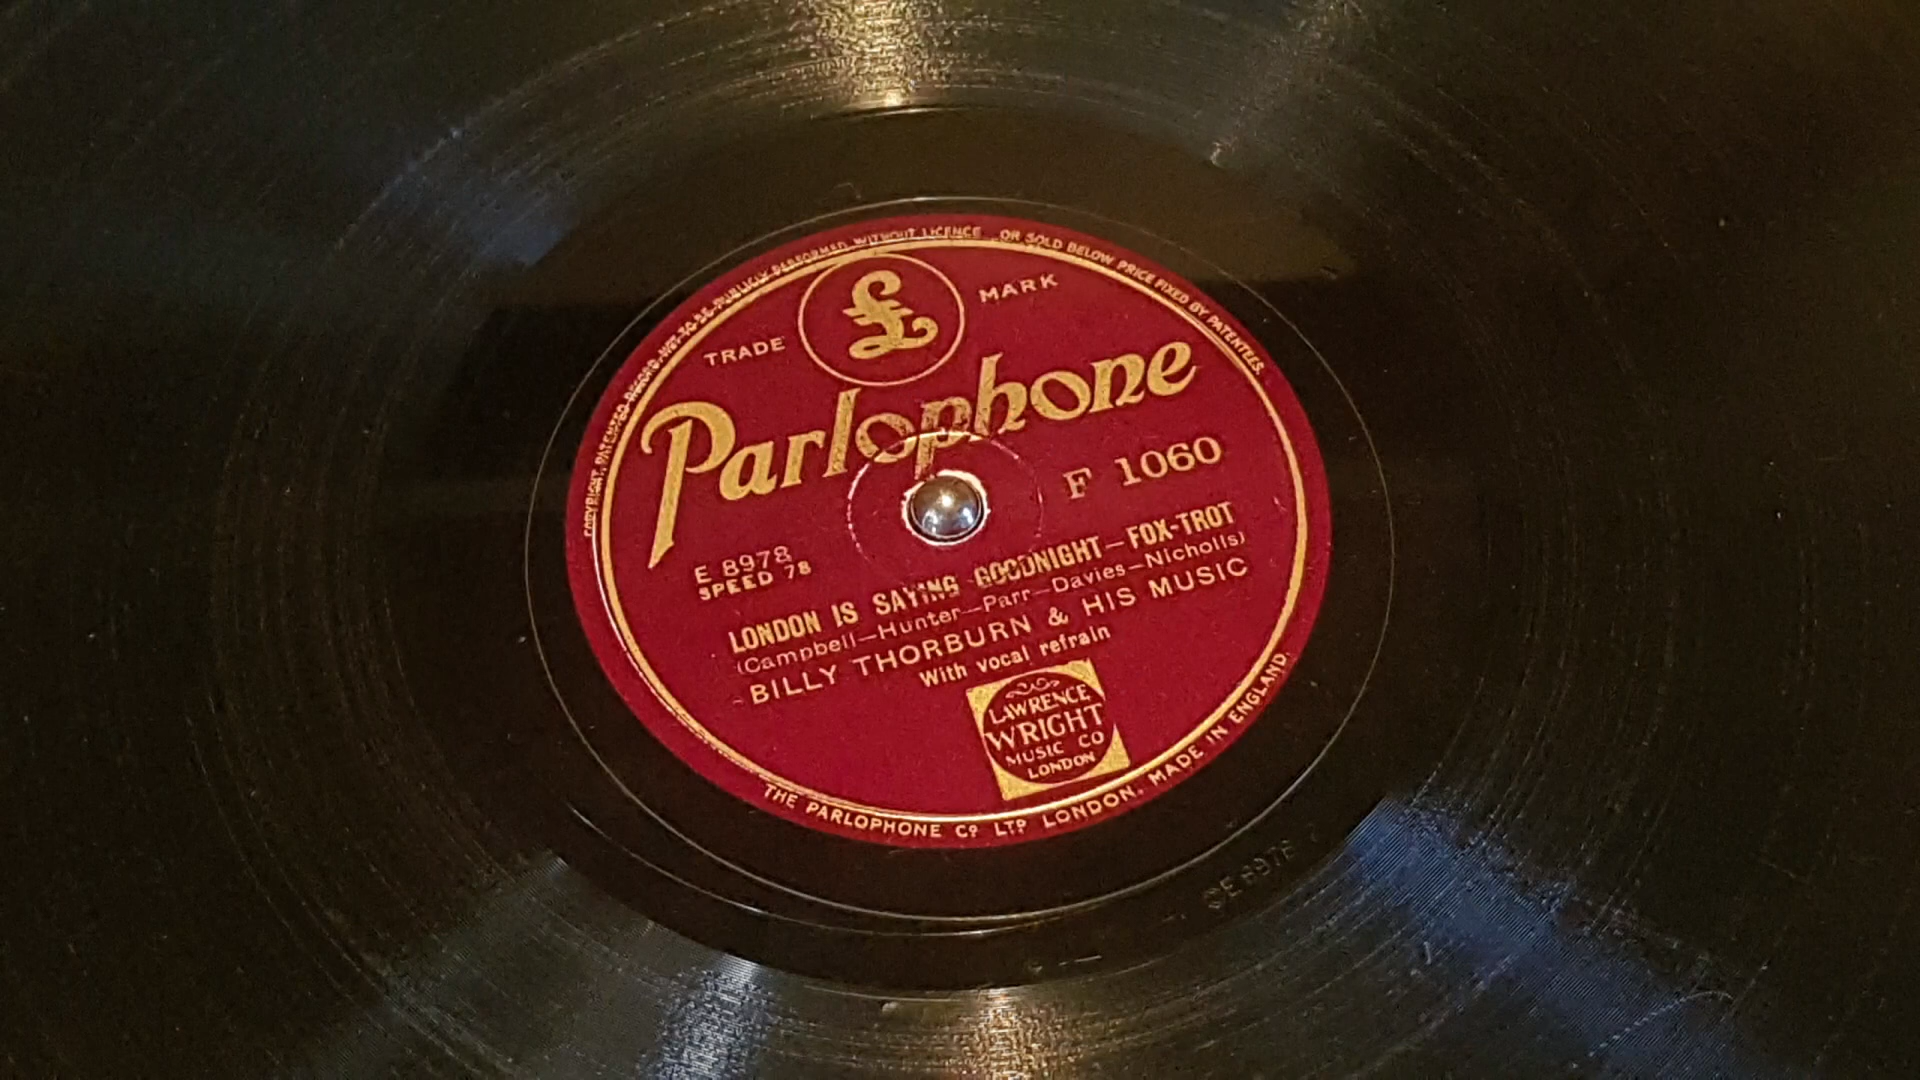 COPYRIGHT. PATENTED RECORD. NOT TO BE PUBLICLY PERFORMED WITHOUT LICENCE OR SOLD BELOW PRICE FIXED BY PATENTEES.
TRADE £ MARK
Parlophone
F 1060
E 8978
SPEED 78
LONDON IS SAYING GOODNIGHT—FOX-TROT
(Campbell—Hunter—Parr—Davies—Nicholls)
BILLY THORBURN & HIS MUSIC
With vocal refrain
LAWRENCE
WRIGHT
MUSIC CO
LONDON
THE PARLOPHONE Cº LTD LONDON. MADE IN ENGLAND.
CE 8978